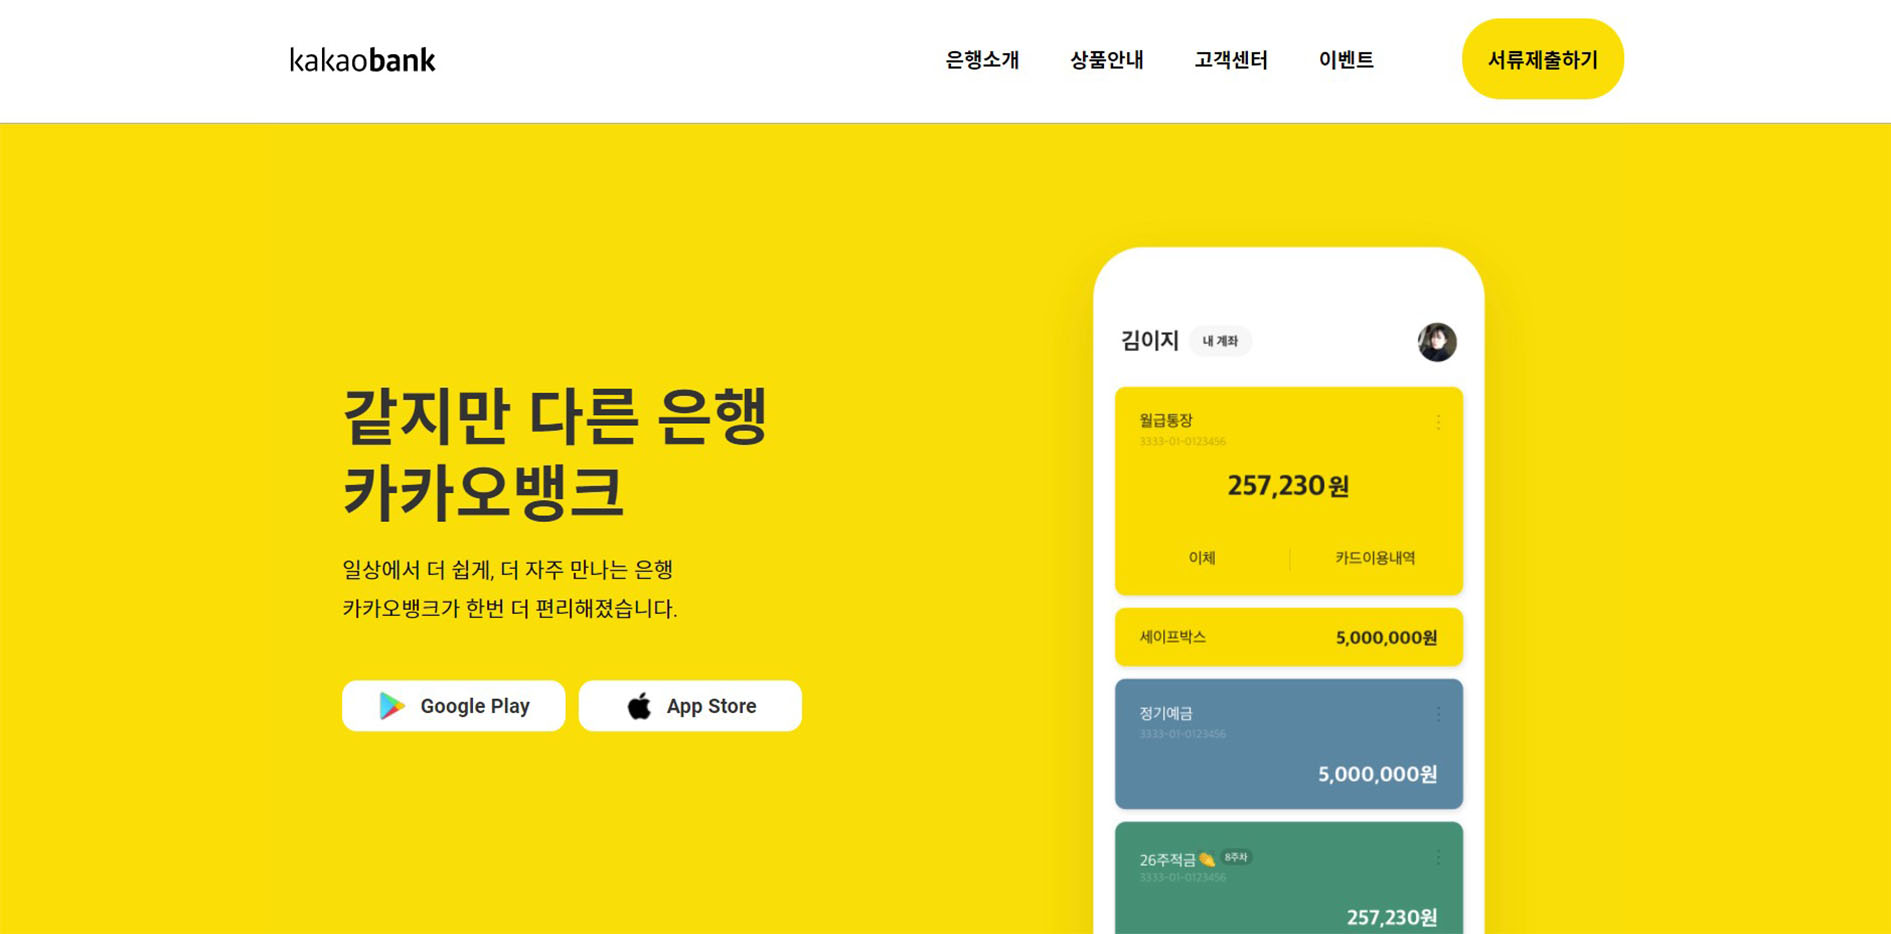 kakaobank
은행소개
상품안내
고객센터
이벤트
서류제출하기
같지만 다른 은행
카카오뱅크
일상에서 더 쉽게, 더 자주 만나는 은행
카카오뱅크가 한번 더 편리해졌습니다.
Google Play
App Store
김이지 내 계좌
월급통장
3333-01-0123456
257,230원
이체
카드이용내역
세이프박스 5,000,000원
정기예금
3333-01-0123456
5,000,000원
26주적금 8주차
3333-01-0123456
257,230원